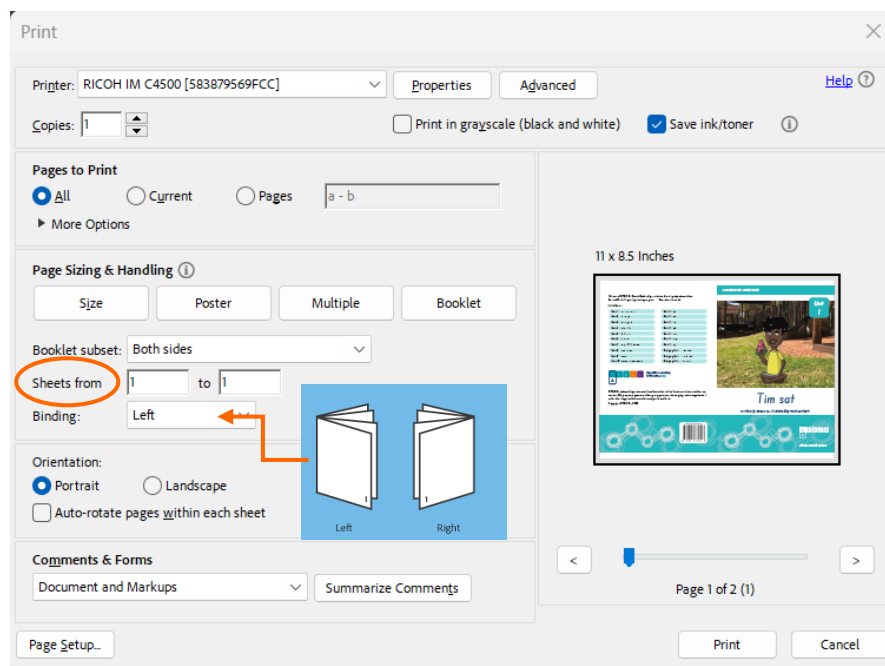 Print
Printer: RICOH IM C4500 [583879569FCC] Properties Advanced Help
Copies: 1 Print in grayscale (black and white) Save ink/toner
Pages to Print
All Current Pages a - b
More Options
Page Sizing & Handling
Size Poster Multiple Booklet
Booklet subset: Both sides
Sheets from 1 to 1
Binding: Left
1 1
Left Right
Orientation:
Portrait Landscape
Auto-rotate pages within each sheet
Comments & Forms
Document and Markups Summarize Comments
11 x 8.5 Inches
Unit
1
Tim sat
< >
Page 1 of 2 (1)
Page Setup... Print Cancel